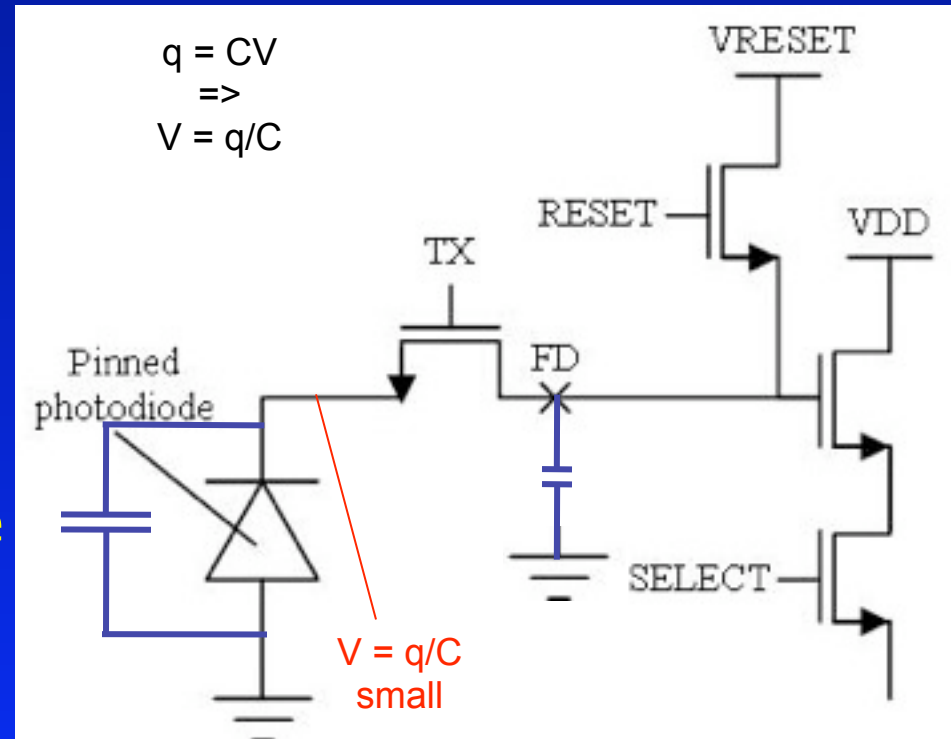 q = CV
=>
V = q/C
VRESET
RESET
VDD
TX
FD
Pinned
photodiode
SELECT
V = q/C
small
e